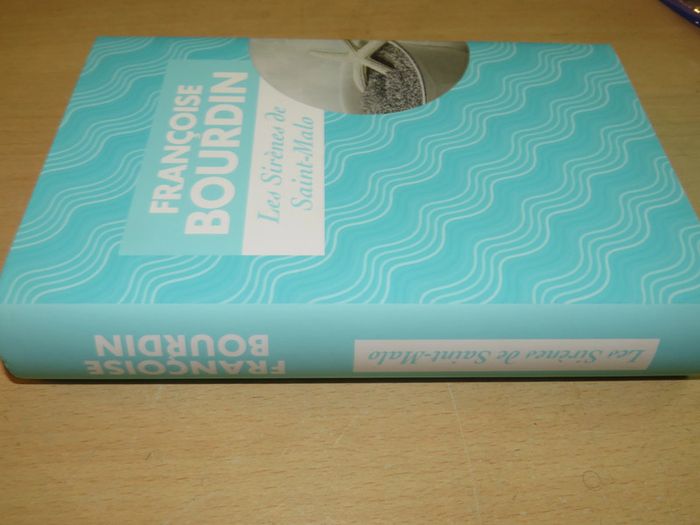 FRANÇOISE
BOURDIN
Les Sirènes de
Saint-Malo
FRANÇOISE
BOURDIN
Les Sirènes de Saint-Malo